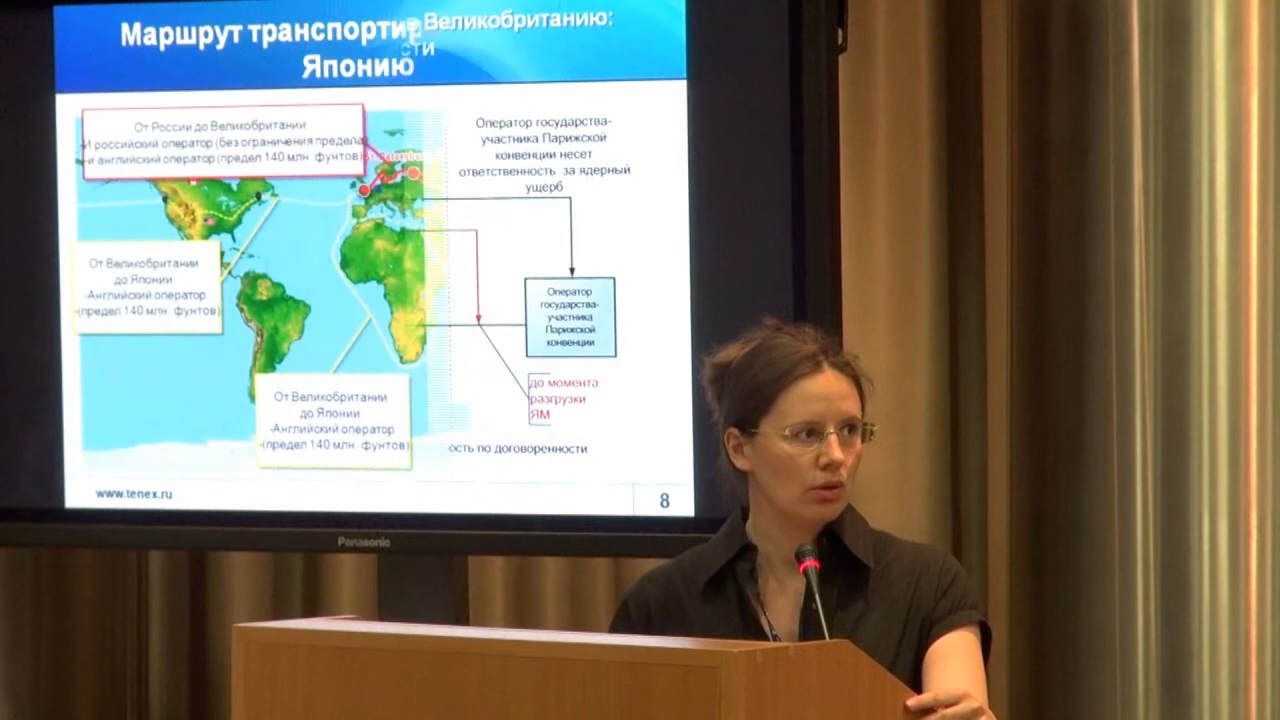 Маршрут транспорти
Великобританию:
сти
Японию
От России до Великобритании
И российский оператор (без ограничения предела)
-и английский оператор (предел 140 млн. фунтов)
Оператор государства-
участника Парижской
конвенции несет
ответственность за ядерный
ущерб
От Великобритании
до Японии
-Английский оператор
-(предел 140 млн. фунтов)
Оператор
государства-
участника
Парижской
конвенции
до момента
разгрузки
ЯМ
От Великобритании
до Японии
-Английский оператор
-(предел 140 млн. фунтов)
ость по договоренности
www.tenex.ru
8
Panasonic